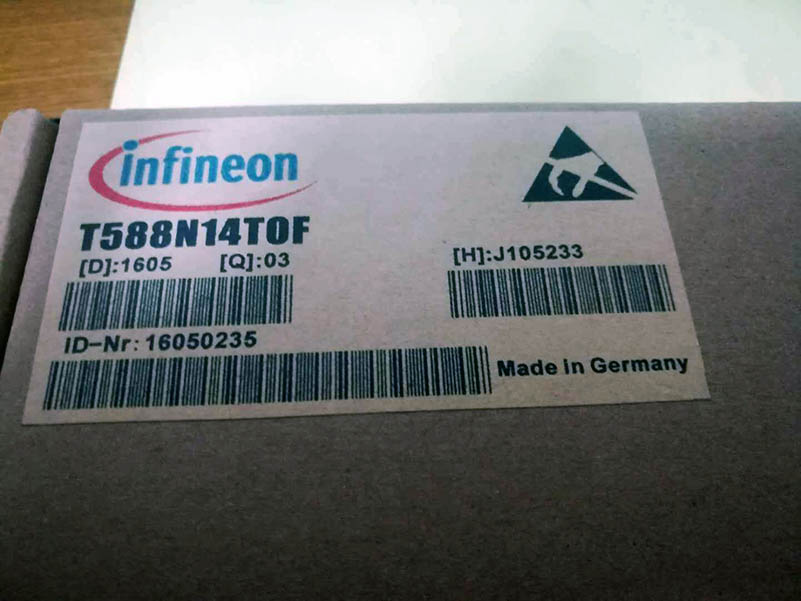 infineon
T588N14TOF
[D]:1605 [Q]:03
[H]:J105233
ID-Nr:16050235
Made in Germany